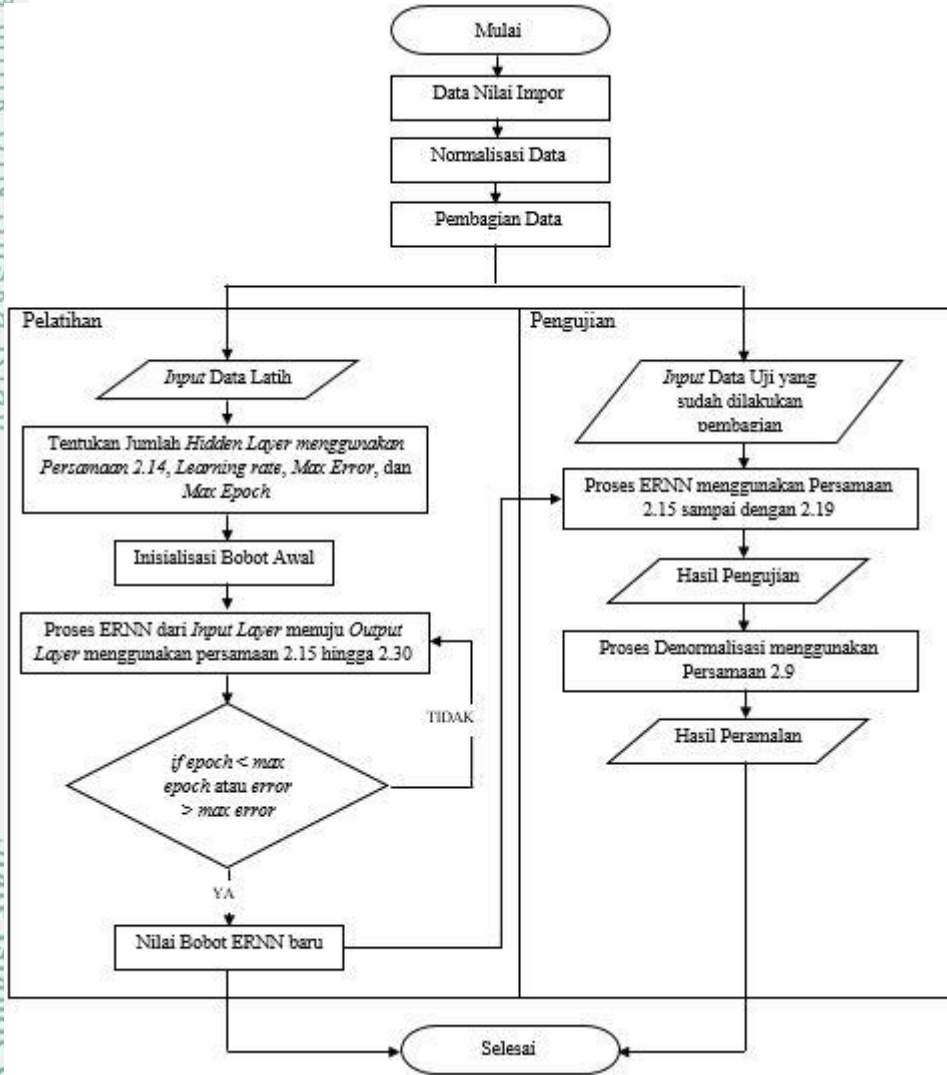 Mulai
Data Nilai Impor
Normalisasi Data
Pembagian Data
Pelatihan
Input Data Latih
Tentukan Jumlah Hidden Layer menggunakan
Persamaan 2.14, Learning rate, Max Error, dan
Max Epoch
Inisialisasi Bobot Awal
Proses ERNN dari Input Layer menuju Output
Layer menggunakan persamaan 2.15 hingga 2.30
TIDAK
if epoch < max
epoch atau error
> max error
YA
Nilai Bobot ERNN baru
Pengujian
Input Data Uji yang
sudah dilakukan
pembagian
Proses ERNN menggunakan Persamaan
2.15 sampai dengan 2.19
Hasil Pengujian
Proses Denormalisasi menggunakan
Persamaan 2.9
Hasil Peramalan
Selesai